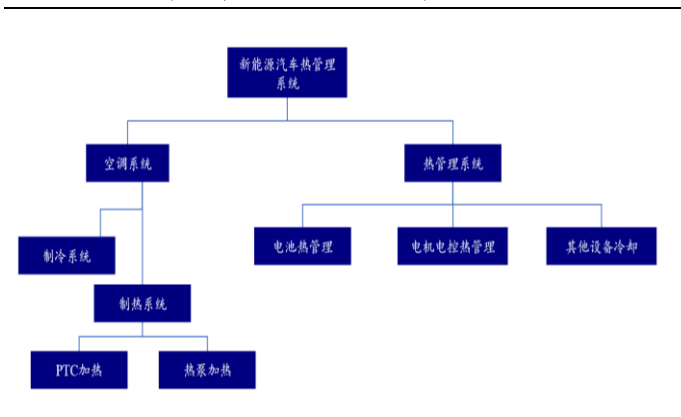 新能源汽车热管理
系统
空调系统
热管理系统
制冷系统
电池热管理
电机电控热管理
其他设备冷却
制热系统
PTC加热
热泵加热